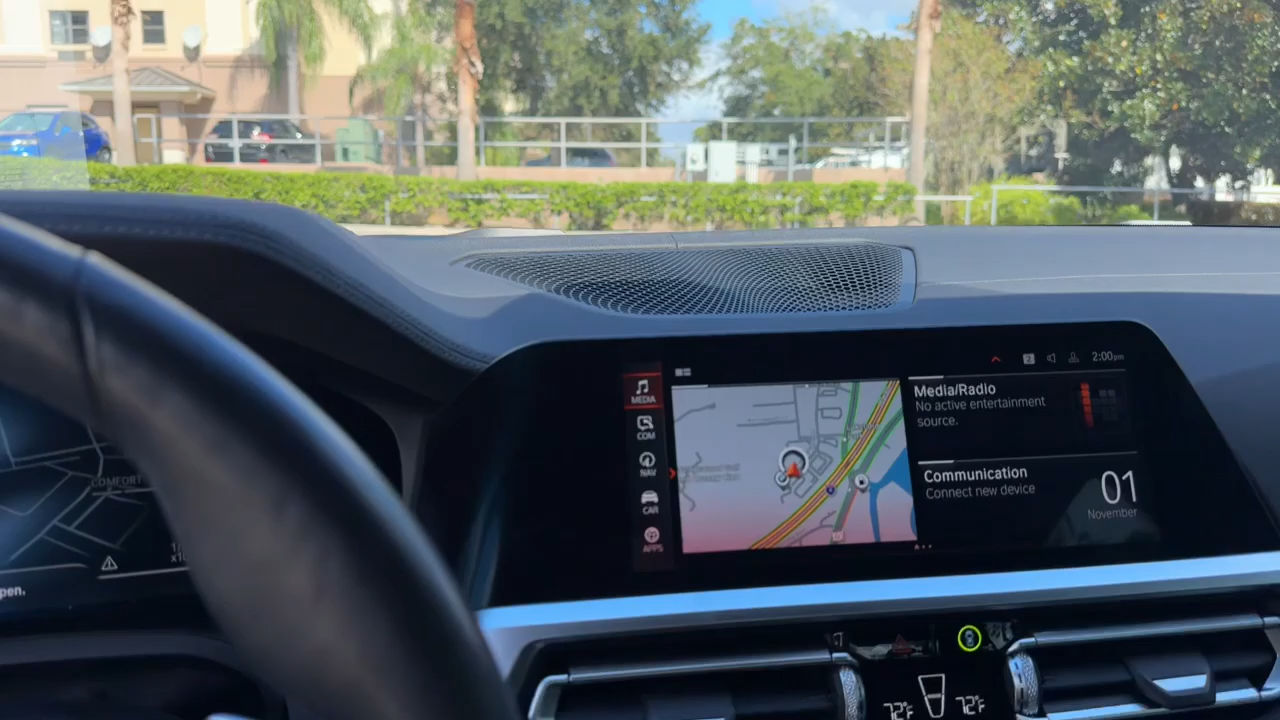 2:00pm
MEDIA
COM
NAV
CAR
APPS
Media/Radio
No active entertainment
source.
Communication
Connect new device
01
November
COMFORT
pen.
72°F
72°F